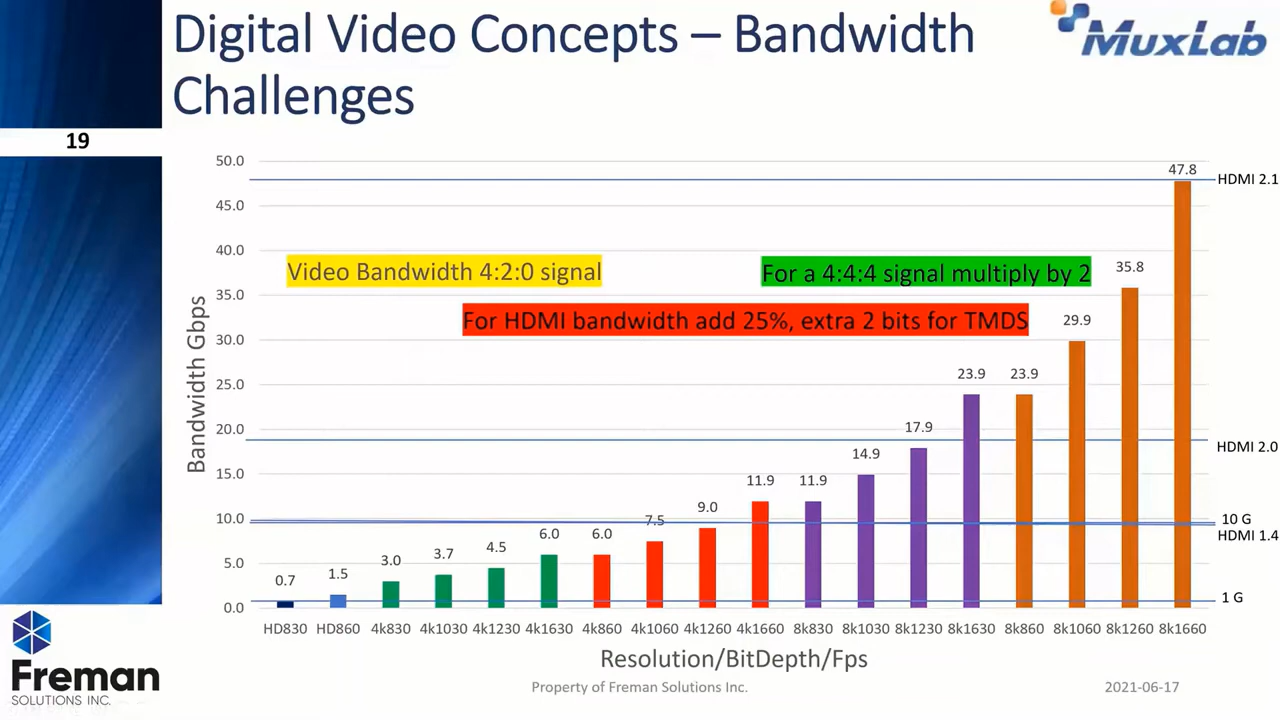 Digital Video Concepts – Bandwidth
Challenges
MuxLab
19
50.0
47.8
HDMI 2.1
45.0
40.0
Video Bandwidth 4:2:0 signal
For a 4:4:4 signal multiply by 2
35.8
35.0
For HDMI bandwidth add 25%, extra 2 bits for TMDS
29.9
30.0
25.0
23.9 23.9
20.0
17.9
HDMI 2.0
15.0
14.9
11.9 11.9
10.0
9.0
7.5
10 G
HDMI 1.4
6.0 6.0
5.0
3.0 3.7 4.5
0.7 1.5
1 G
0.0
Bandwidth Gbps
HD830 HD860 4k830 4k1030 4k1230 4k1630 4k860 4k1060 4k1260 4k1660 8k830 8k1030 8k1230 8k1630 8k860 8k1060 8k1260 8k1660
Resolution/BitDepth/Fps
Freman
SOLUTIONS INC.
Property of Freman Solutions Inc.
2021-06-17